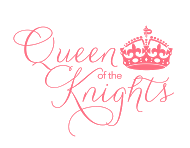 Queen
of the
Knights